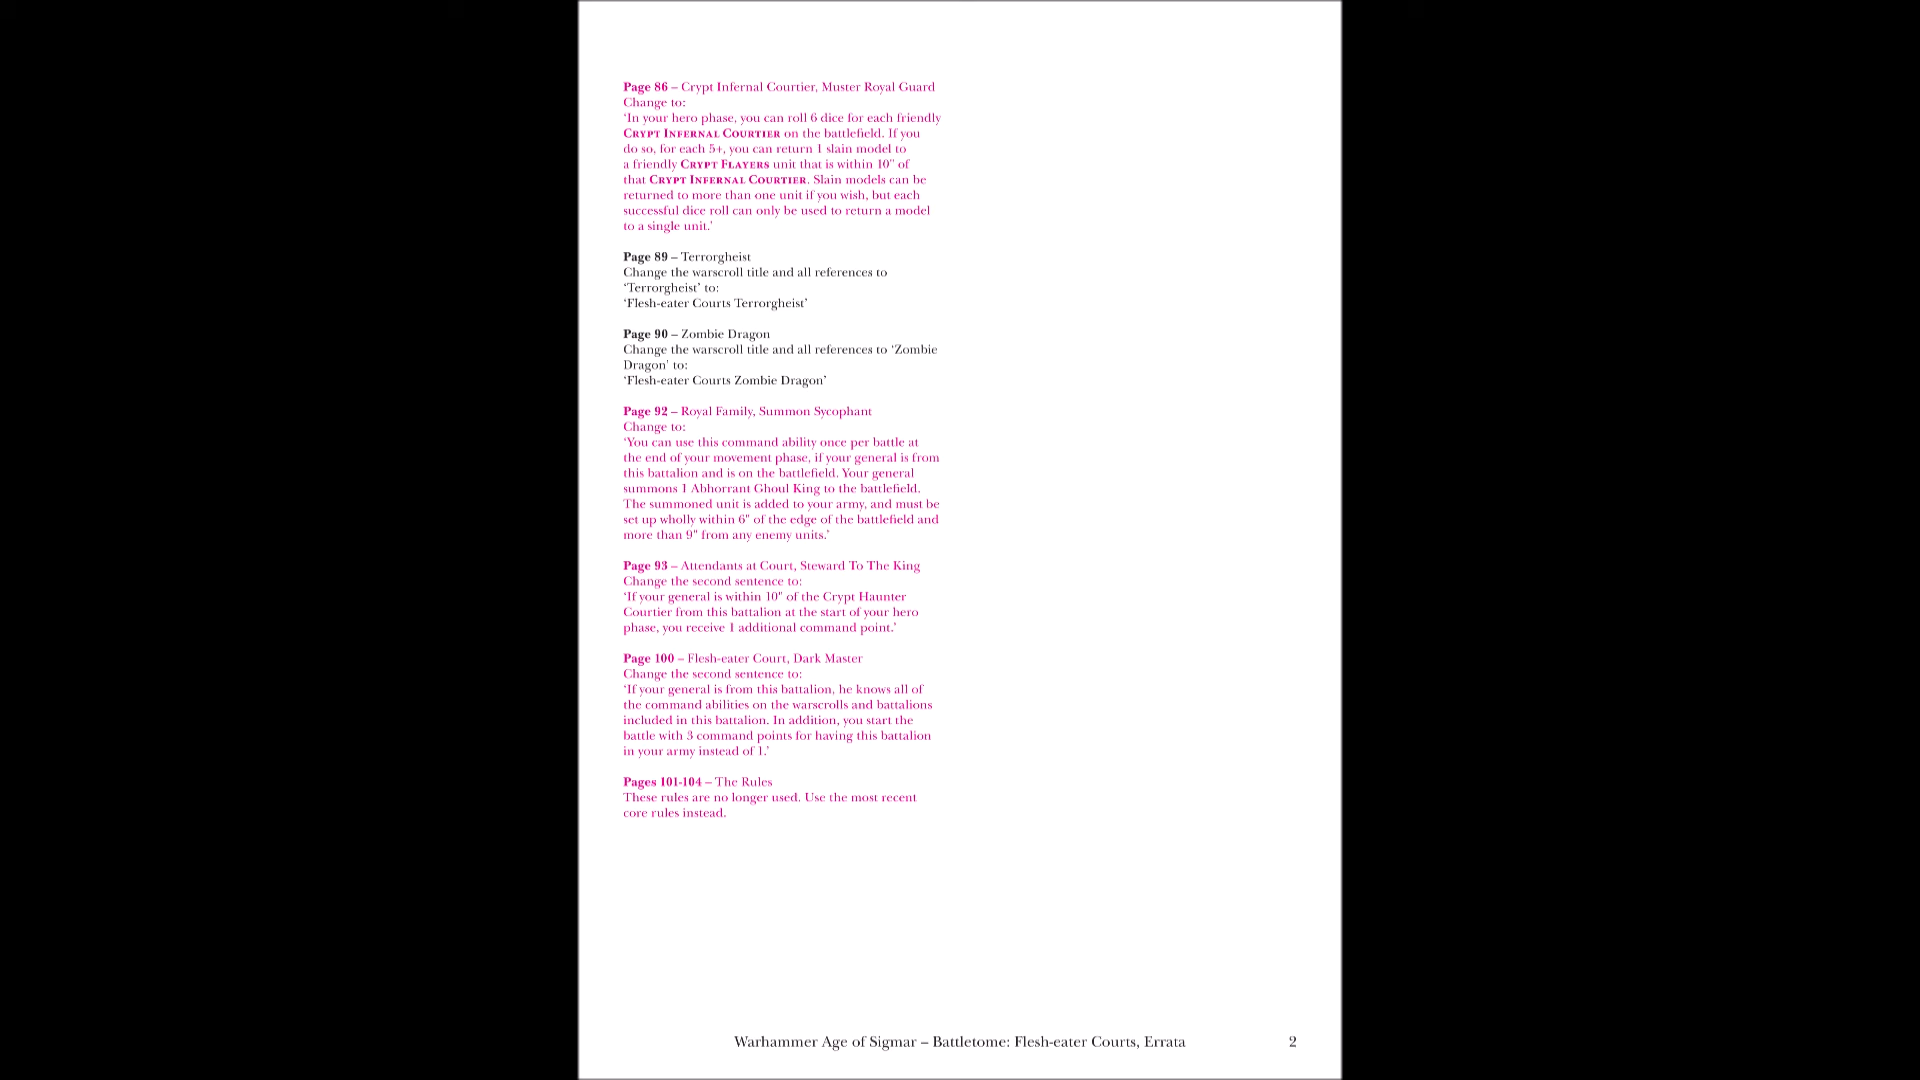 Page 86 – Crypt Infernal Courtier, Muster Royal Guard
Change to:
‘In your hero phase, you can roll 6 dice for each friendly
Crypt Infernal Courtier on the battlefield. If you
do so, for each 5+, you can return 1 slain model to
a friendly Crypt Flayers unit that is within 10" of
that Crypt Infernal Courtier. Slain models can be
returned to more than one unit if you wish, but each
successful dice roll can only be used to return a model
to a single unit.’
Page 89 – Terrorgheist
Change the warscroll title and all references to
‘Terrorgheist’ to:
‘Flesh-eater Courts Terrorgheist’
Page 90 – Zombie Dragon
Change the warscroll title and all references to ‘Zombie
Dragon’ to:
‘Flesh-eater Courts Zombie Dragon’
Page 92 – Royal Family, Summon Sycophant
Change to:
‘You can use this command ability once per battle at
the end of your movement phase, if your general is from
this battalion and is on the battlefield. Your general
summons 1 Abhorrant Ghoul King to the battlefield.
The summoned unit is added to your army, and must be
set up wholly within 6" of the edge of the battlefield and
more than 9" from any enemy units.’
Page 93 – Attendants at Court, Steward To The King
Change the second sentence to:
‘If your general is within 10" of the Crypt Haunter
Courtier from this battalion at the start of your hero
phase, you receive 1 additional command point.’
Page 100 – Flesh-eater Court, Dark Master
Change the second sentence to:
‘If your general is from this battalion, he knows all of
the command abilities on the warscrolls and battalions
included in this battalion. In addition, you start the
battle with 3 command points for having this battalion
in your army instead of 1.’
Pages 101-104 – The Rules
These rules are no longer used. Use the most recent
core rules instead.
Warhammer Age of Sigmar – Battletome: Flesh-eater Courts, Errata 2